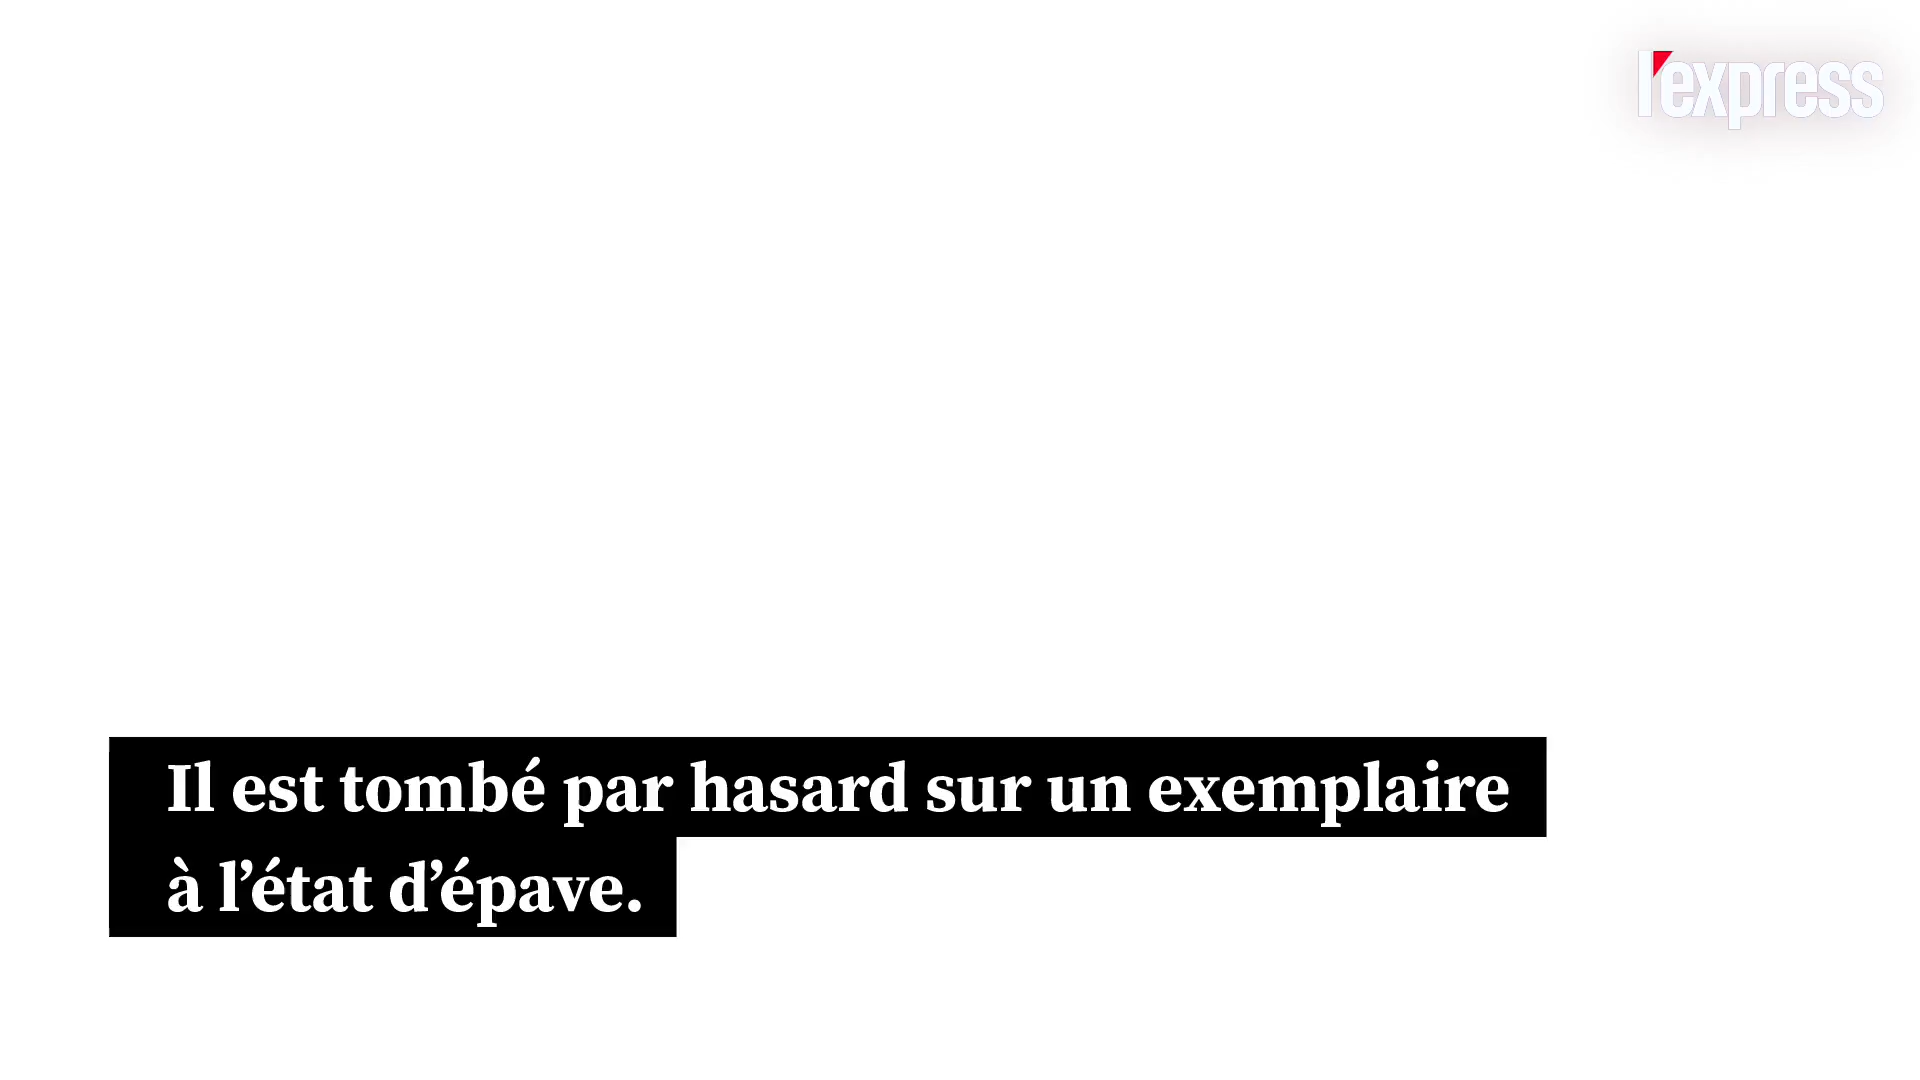 l'express
Il est tombé par hasard sur un exemplaire
à l’état d’épave.